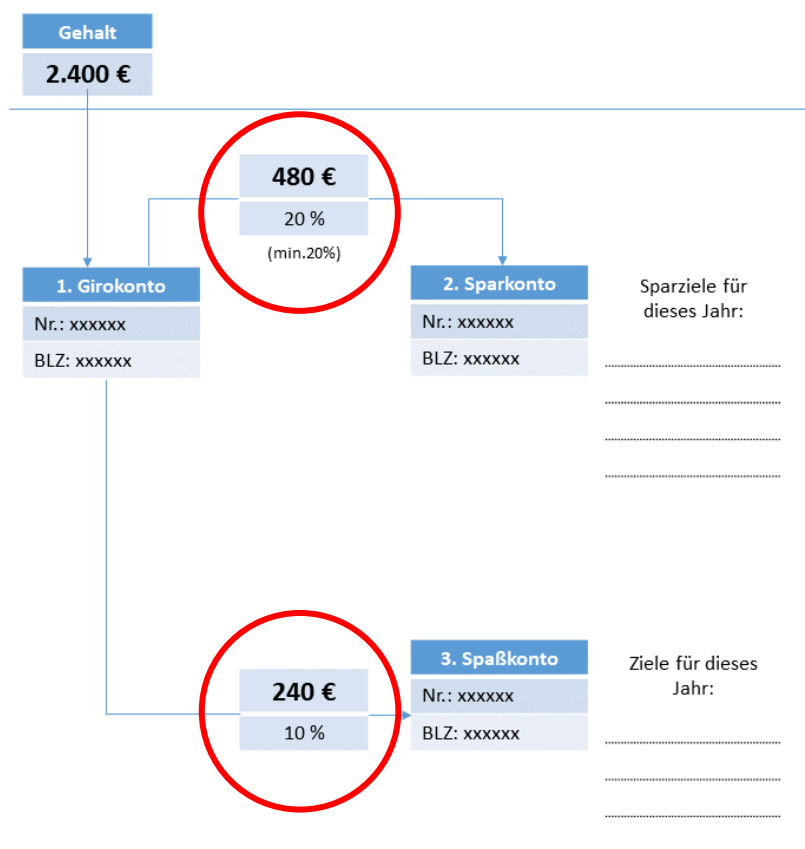 Gehalt
2.400 €
480 €
20 %
(min.20%)
1. Girokonto
Nr.: xxxxxx
BLZ: xxxxxx
2. Sparkonto
Nr.: xxxxxx
BLZ: xxxxxx
Sparziele für
dieses Jahr:
240 €
10 %
3. Spaßkonto
Nr.: xxxxxx
BLZ: xxxxxx
Ziele für dieses
Jahr: